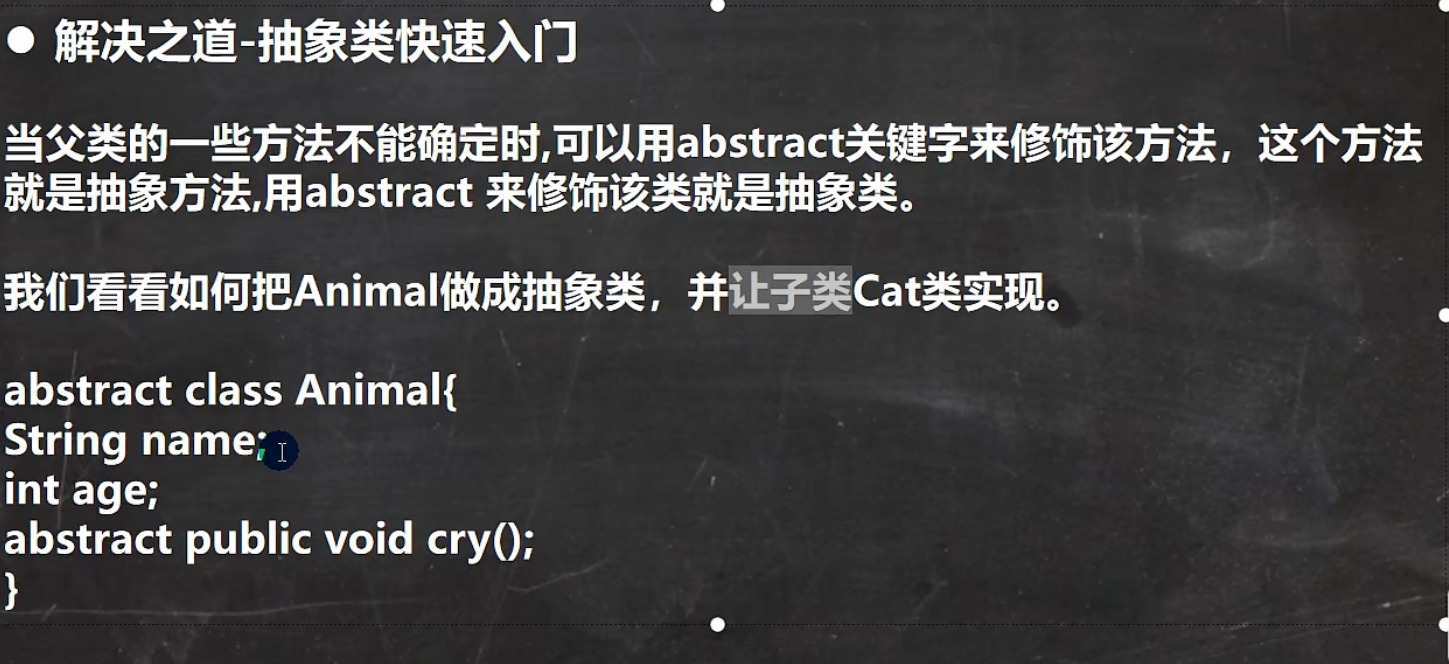 ● 解决之道-抽象类快速入门
当父类的一些方法不能确定时,可以用abstract关键字来修饰该方法，这个方法
就是抽象方法,用abstract 来修饰该类就是抽象类。
我们看看如何把Animal做成抽象类，并让子类Cat类实现。
abstract class Animal{
String name;
int age;
abstract public void cry();
}